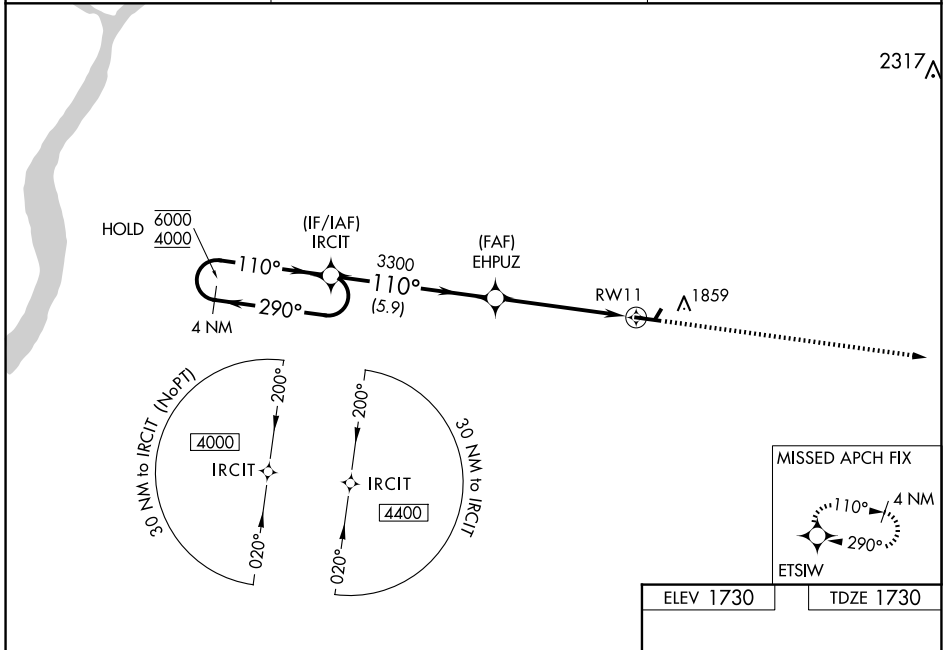 2317
HOLD 6000
4000
(IF/IAF)
IRCIT
(FAF)
EHPUZ
110°
3300
110°
(5.9)
RW11
1859
290°
4 NM
30 NM to IRCIT (NoPT)
200°
4000
IRCIT
020°
200°
30 NM to IRCIT
IRCIT
4400
020°
MISSED APCH FIX
110°
4 NM
290°
ETSIW
ELEV 1730
TDZE 1730